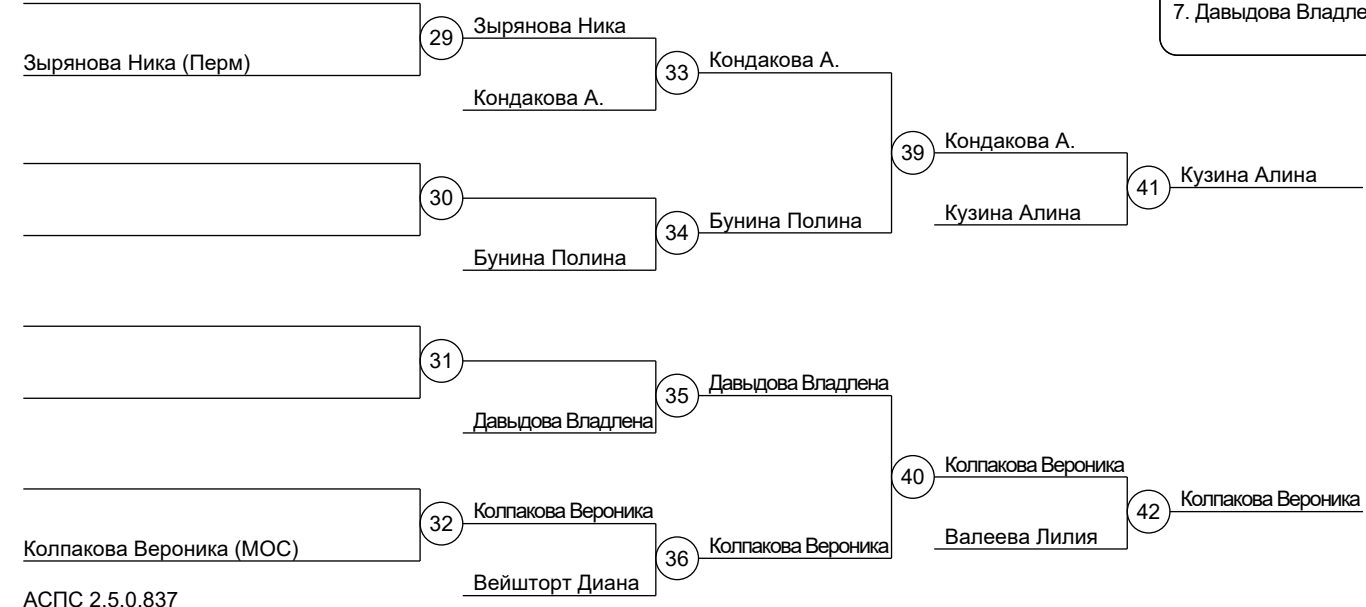 7. Давыдова Владле
29
Зырянова Ника
Зырянова Ника (Перм)
33
Кондакова А.
Кондакова А.
39
Кондакова А.
30
41
Кузина Алина
34
Бунина Полина
Кузина Алина
Бунина Полина
31
35
Давыдова Владлена
Давыдова Владлена
40
Колпакова Вероника
32
Колпакова Вероника
42
Колпакова Вероника
Колпакова Вероника (МОС)
36
Колпакова Вероника
Валеева Лилия
Вейшторт Диана
АСПС 2.5.0.837